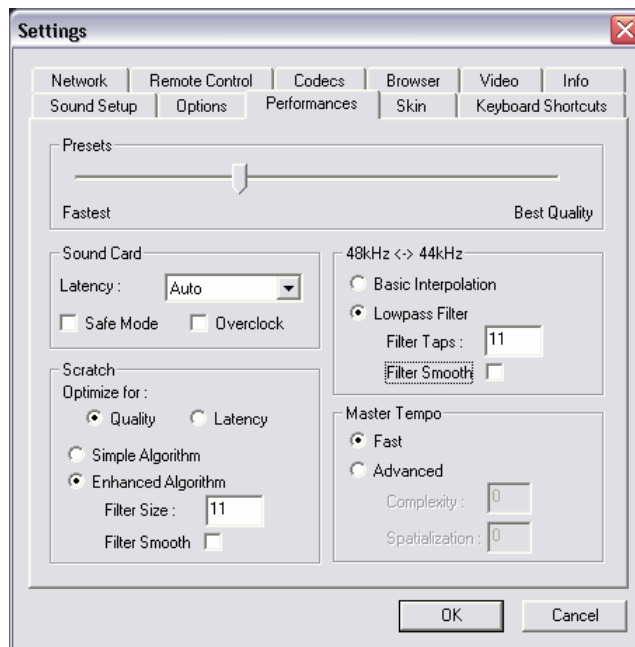 Settings
Network Remote Control Codecs Browser Video Info
Sound Setup Options Performances Skin Keyboard Shortcuts
Presets
Fastest Best Quality
Sound Card
Latency : Auto
Safe Mode Overclock
Scratch
Optimize for :
Quality Latency
Simple Algorithm
Enhanced Algorithm
Filter Size : 11
Filter Smooth
48kHz <-> 44kHz
Basic Interpolation
Lowpass Filter
Filter Taps : 11
Filter Smooth
Master Tempo
Fast
Advanced
Complexity : 0
Spatialization : 0
OK Cancel